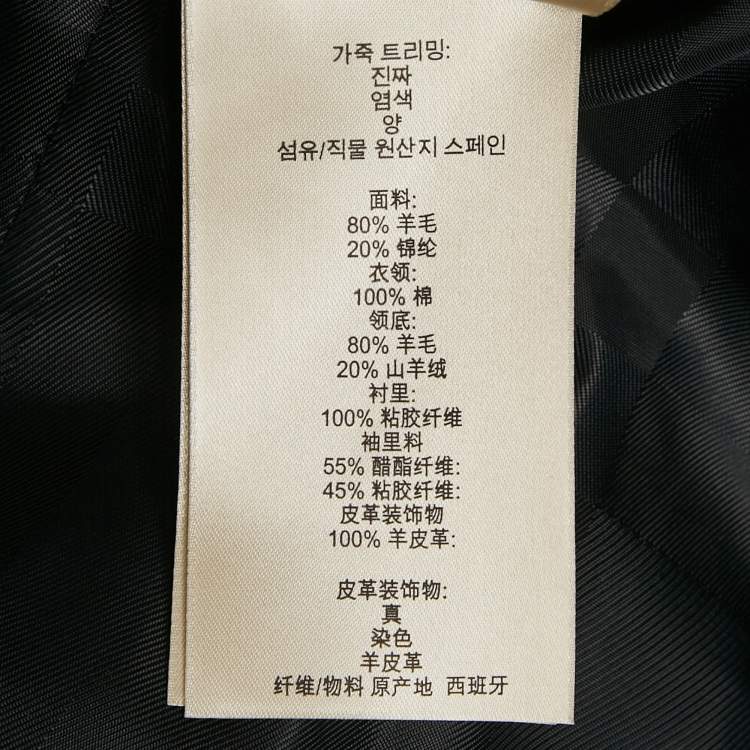 가죽 트리밍:
진짜
염색
양
섬유/직물 원산지 스페인
面料:
80% 羊毛
20% 锦纶
衣领:
100% 棉
领底:
80% 羊毛
20% 山羊绒
衬里:
100% 粘胶纤维
袖里料
55% 醋酯纤维:
45% 粘胶纤维:
皮革装饰物
100% 羊皮革:
皮革装饰物:
真
染色
羊皮革
纤维/物料 原产地 西班牙